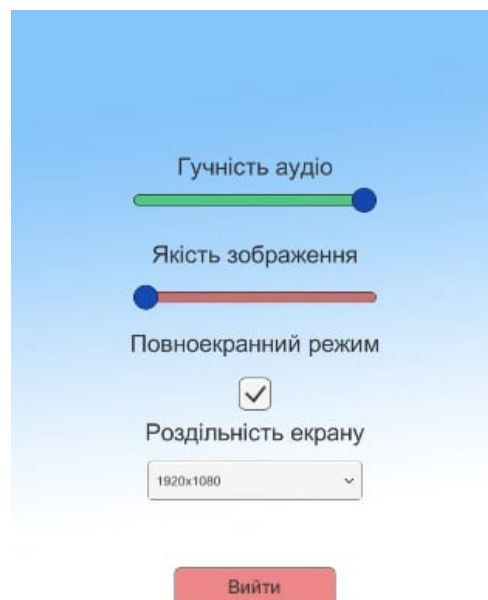 Гучність аудіо
Якість зображення
Повноекранний режим
Роздільність екрану
1920x1080
Вийти